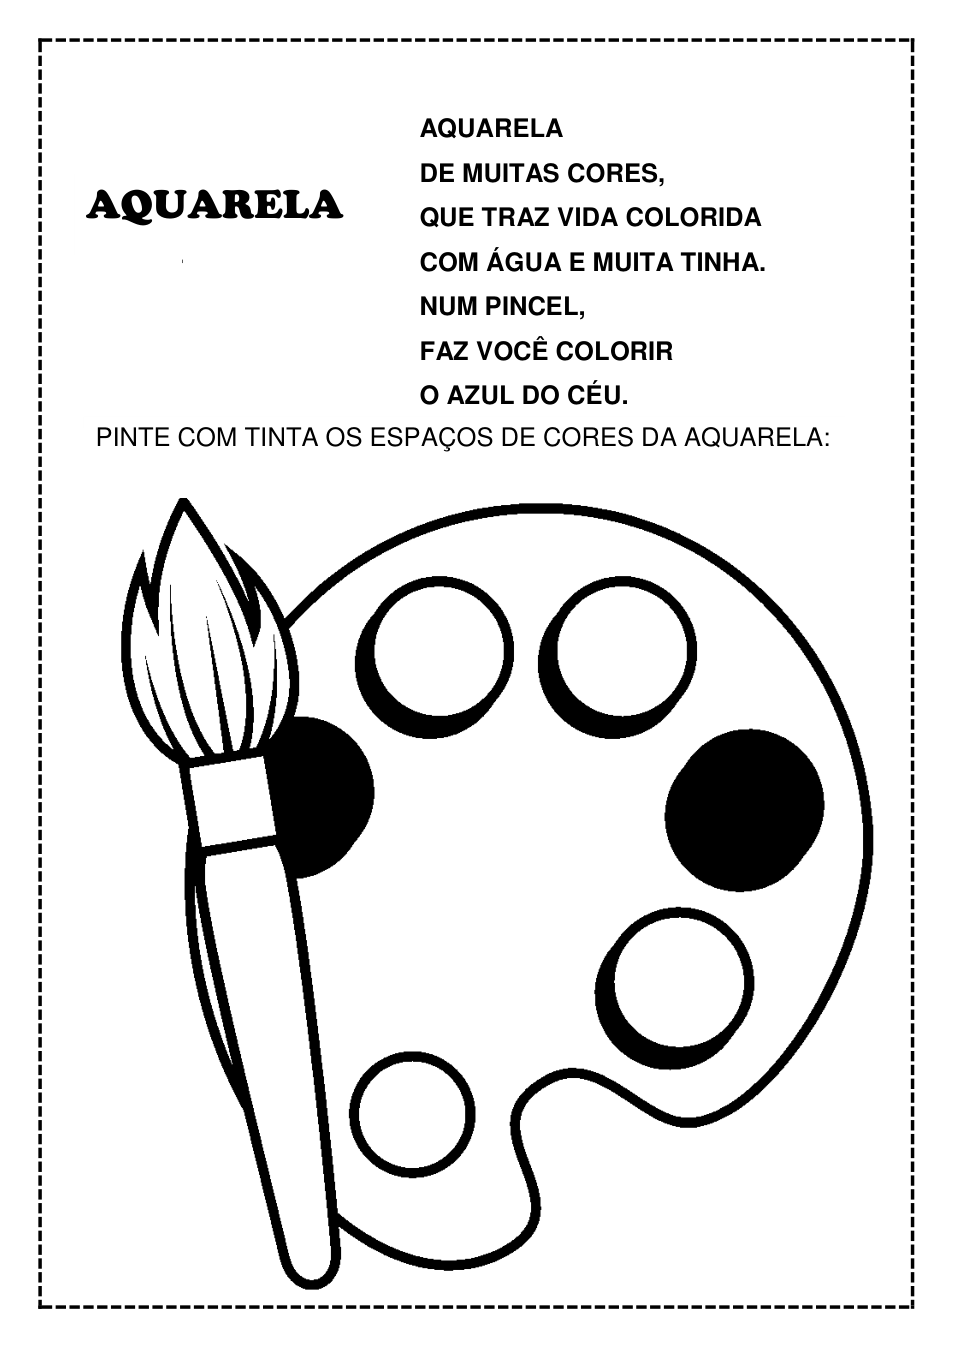 AQUARELA
AQUARELA
DE MUITAS CORES,
QUE TRAZ VIDA COLORIDA
COM ÁGUA E MUITA TINHA.
NUM PINCEL,
FAZ VOCÊ COLORIR
O AZUL DO CÉU.
PINTE COM TINTA OS ESPAÇOS DE CORES DA AQUARELA: